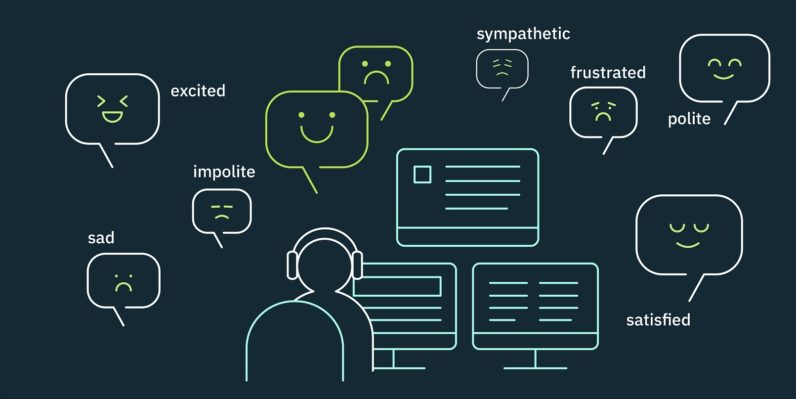 sympathetic
frustrated
excited
polite
impolite
sad
satisfied